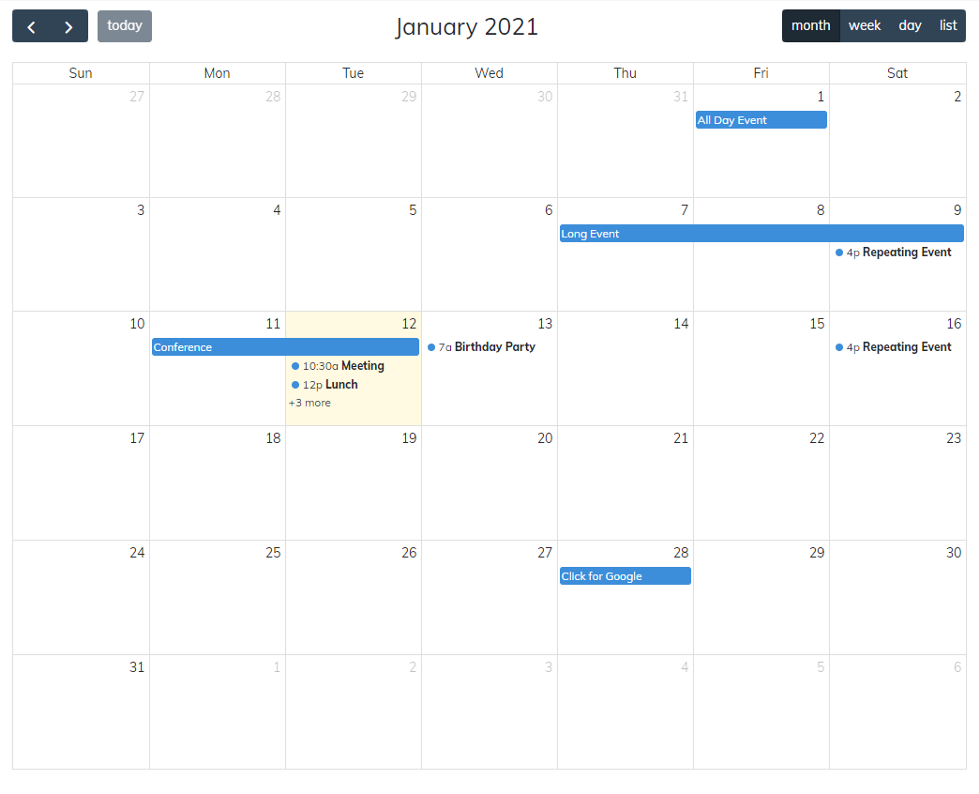 today
January 2021
month week day list
Sun Mon Tue Wed Thu Fri Sat
27 28 29 30 31 1 2
All Day Event
3 4 5 6 7 8 9
Long Event
4p Repeating Event
10 11 12 13 14 15 16
Conference 7a Birthday Party 4p Repeating Event
10:30a Meeting
12p Lunch
+3 more
17 18 19 20 21 22 23
24 25 26 27 28 29 30
Click for Google
31 1 2 3 4 5 6